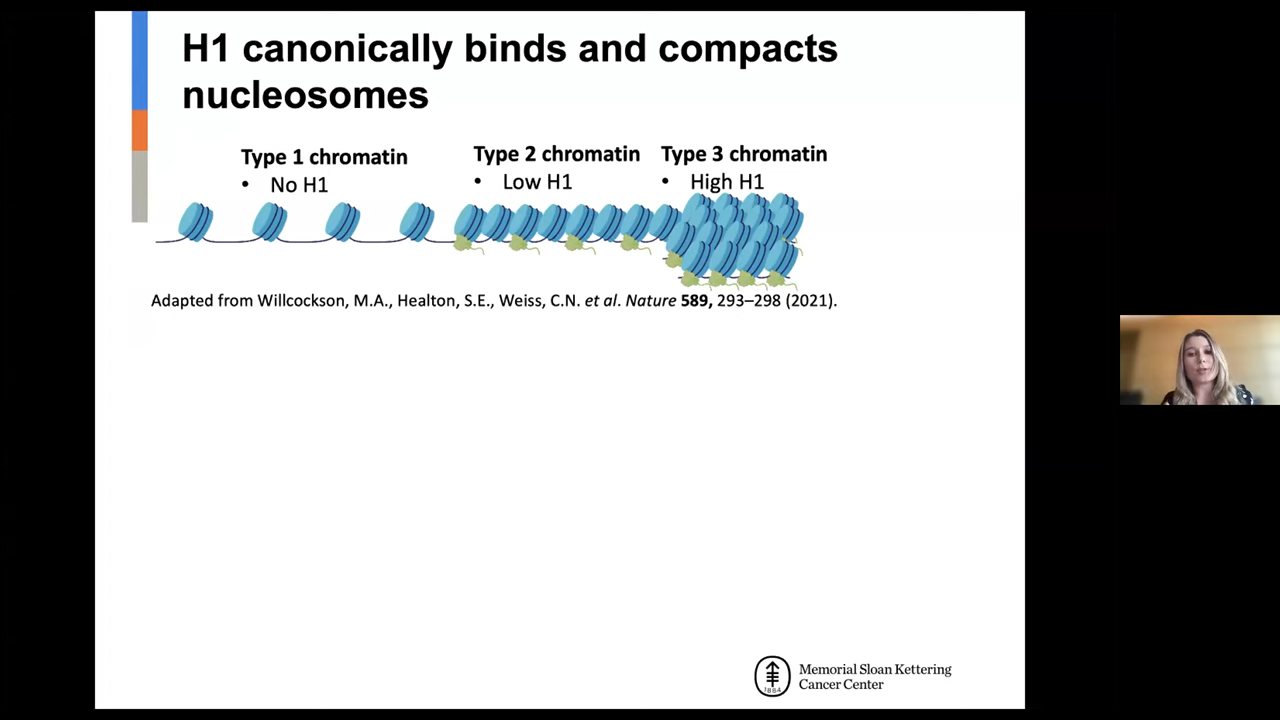 H1 canonically binds and compacts
nucleosomes
Type 1 chromatin
• No H1
Type 2 chromatin
• Low H1
Type 3 chromatin
• High H1
Adapted from Willcockson, M.A., Healton, S.E., Weiss, C.N. et al. Nature 589, 293–298 (2021).
1884
Memorial Sloan Kettering
Cancer Center